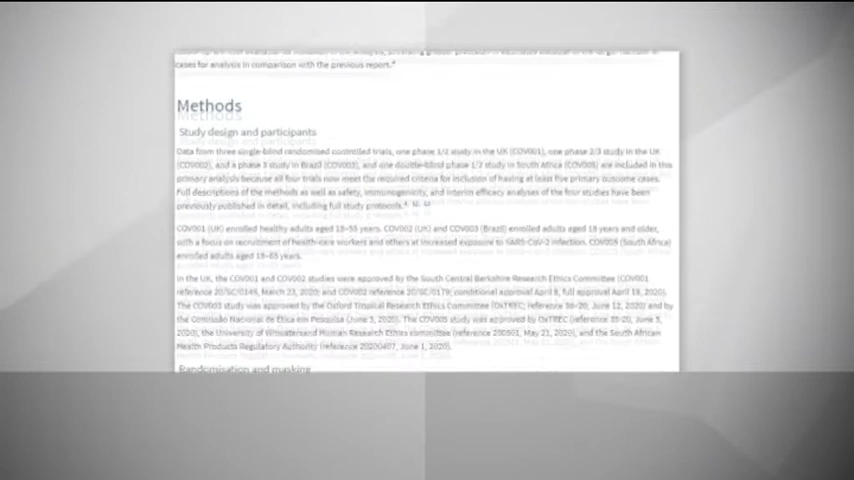 cases for analysis in comparison with the previous report.4
Methods
Study design and participants
Data from three single-blind randomised controlled trials, one phase 1/2 study in the UK (COV001), one phase 2/3 study in the UK
(COV002), and a phase 3 study in Brazil (COV003), and one double-blind phase 1/2 study in South Africa (COV005) are included in this
primary analysis because all four trials now meet the required criteria for inclusion of having at least five primary outcome cases.
Full descriptions of the methods as well as safety, immunogenicity, and interim efficacy analyses of the four studies have been
previously published in detail, including full study protocols.
COV001 (UK) enrolled healthy adults aged 18–55 years. COV002 (UK) and COV003 (Brazil) enrolled adults aged 18 years and older,
with a focus on recruitment of health-care workers and others at increased exposure to SARS-CoV-2 infection. COV005 (South Africa)
enrolled adults aged 18–65 years.
In the UK, the COV001 and COV002 studies were approved by the South Central Berkshire Research Ethics Committee (COV001
reference 20/SC/0145, March 23, 2020; and COV002 reference 20/SC/0179; conditional approval April 8, full approval April 19, 2020).
The COV003 study was approved by the Oxford Tropical Research Ethics Committee (OxTREC; reference 36-20, June 12, 2020) and by
the Comissão Nacional de Ética em Pesquisa (June 5, 2020). The COV005 study was approved by OxTREC (reference 35-20, June 5,
2020), the University of Witwatersrand Human Research Ethics committee (reference 200501, May 21, 2020), and the South African
Health Products Regulatory Authority (reference 20200407, June 1, 2020).
Randomisation and masking